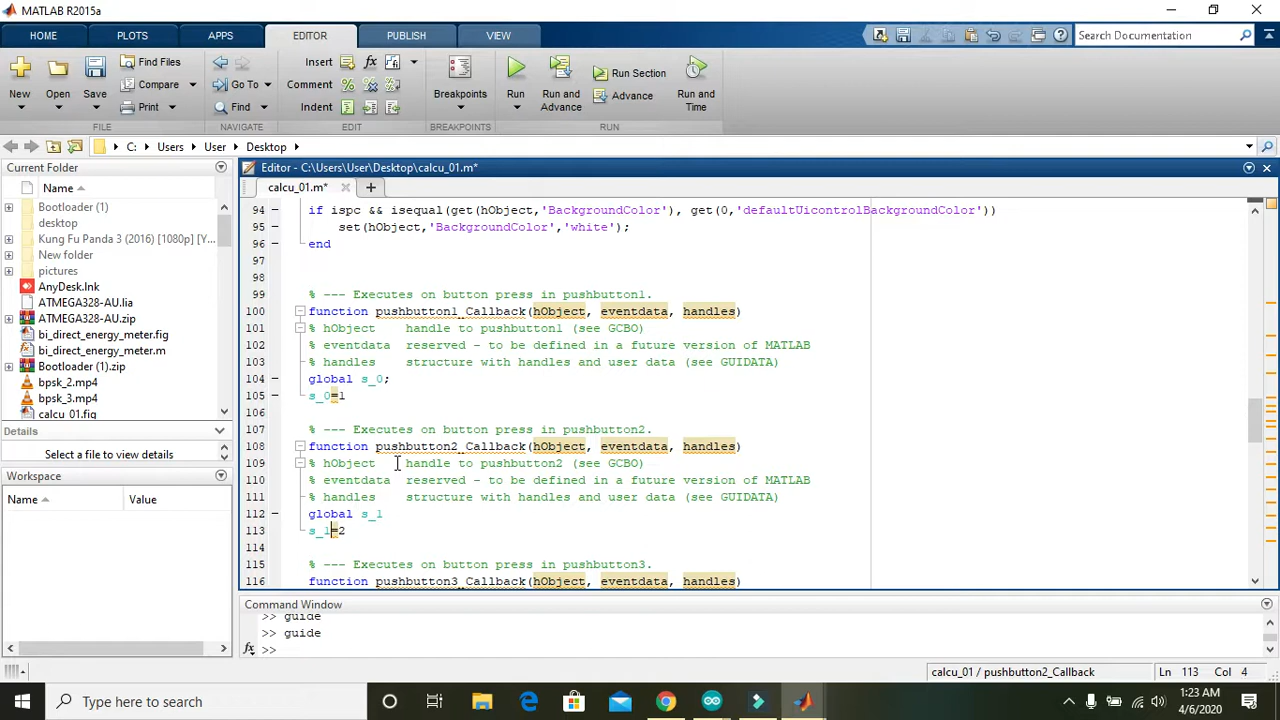 MATLAB R2015a
HOME PLOTS APPS EDITOR PUBLISH VIEW Search Documentation
Insert fx Find Files
New Open Save Compare Go To Comment Breakpoints Run Run and Advance Run Section Advance Run and Time
Print Find Indent
FILE NAVIGATE EDIT BREAKPOINTS RUN
C: Users User Desktop
Current Folder
Editor - C:\Users\User\Desktop\calcu_01.m*
Name
calcu_01.m*
Bootloader (1)
desktop
Kung Fu Panda 3 (2016) [1080p] [Y...
New folder
pictures
AnyDesk.lnk
ATMEGA328-AU.lia
ATMEGA328-AU.zip
bi_direct_energy_meter.fig
bi_direct_energy_meter.m
Bootloader (1).zip
bpsk_2.mp4
bpsk_3.mp4
calcu_01.fig
Details
Select a file to view details
Workspace
Name Value
94 if ispc && isequal(get(hObject,'BackgroundColor'), get(0,'defaultUicontrolBackgroundColor'))
95 set(hObject,'BackgroundColor','white');
96 end
97
98
99 % --- Executes on button press in pushbutton1.
100 function pushbutton1_Callback(hObject, eventdata, handles)
101 % hObject handle to pushbutton1 (see GCBO)
102 % eventdata reserved - to be defined in a future version of MATLAB
103 % handles structure with handles and user data (see GUIDATA)
104 global s_0;
105 s_0=1
106
107 % --- Executes on button press in pushbutton2.
108 function pushbutton2_Callback(hObject, eventdata, handles)
109 % hObject handle to pushbutton2 (see GCBO)
110 % eventdata reserved - to be defined in a future version of MATLAB
111 % handles structure with handles and user data (see GUIDATA)
112 global s_1
113 s_1=2
114
115 % --- Executes on button press in pushbutton3.
116 function pushbutton3_Callback(hObject, eventdata, handles)
Command Window
>> guide
>> guide
fx >>
calcu_01 / pushbutton2_Callback Ln 113 Col 4
Type here to search
1:23 AM
4/6/2020